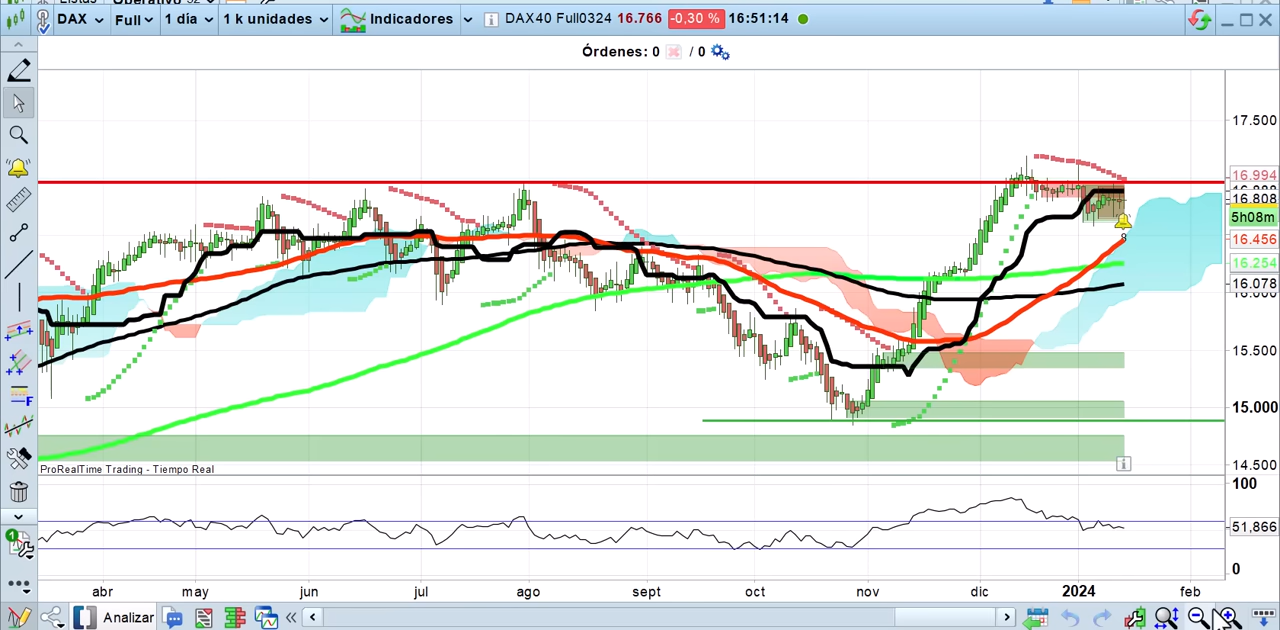 DAX Full 1 día 1 k unidades Indicadores DAX40 Full0324 16.766 -0,30 % 16:51:14
Órdenes: 0 / 0
17.500
16.994
16.808
5h08m
16.456
16.254
16.078
15.500
15.000
14.500
8
ProRealTime Trading - Tiempo Real
100
51,866
0
abr may jun jul ago sept oct nov dic 2024 feb
Analizar